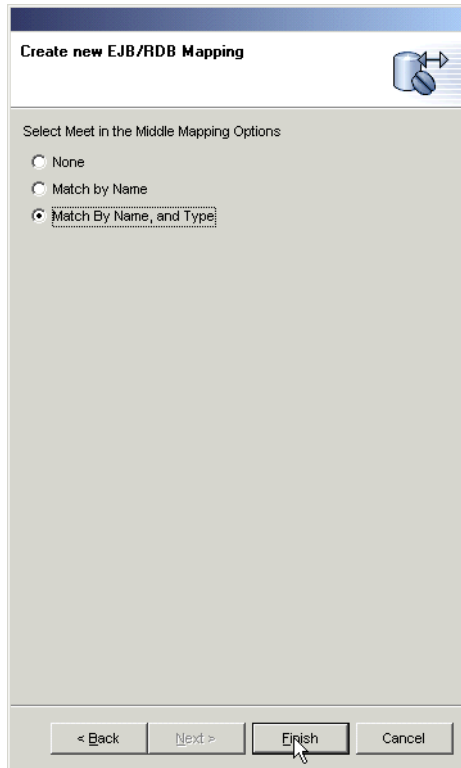 Create new EJB/RDB Mapping
Select Meet in the Middle Mapping Options
None
Match by Name
Match By Name, and Type
< Back
Next >
Finish
Cancel